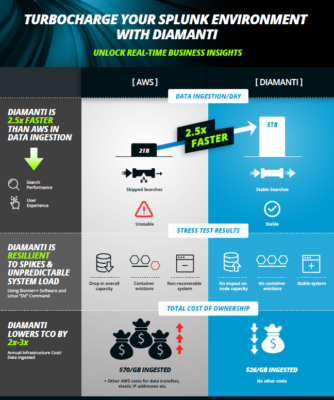 TURBOCHARGE YOUR SPLUNK ENVIRONMENT
WITH DIAMANTI
UNLOCK REAL-TIME BUSINESS INSIGHTS
[ AWS ]
[ DIAMANTI ]
DATA INGESTION/DAY
DIAMANTI IS
2.5x FASTER
THAN AWS IN
DATA INGESTION
Search
Performance
User
Experience
2TB
2.5x
FASTER
5TB
Skipped Searches
Stable Searches
Unstable
Stable
STRESS TEST RESULTS
DIAMANTI IS
RESILIENT
TO SPIKES &
UNPREDICTABLE
SYSTEM LOAD
Using Bonnie++ Software and
Linux "Dd" Command
Drop in overall
capacity
Container
evictions
Non-recoverable
system
No impact on
node capacity
No container
evictions
Stable system
TOTAL COST OF OWNERSHIP
DIAMANTI
LOWERS TCO BY
2x-3x
Annual Infrastructure Cost/
Data Ingested
$ $ $
$ $
$70/GB INGESTED
+ Other AWS costs for data transfers,
elastic IP addresses etc.
$26/GB INGESTED
No other costs